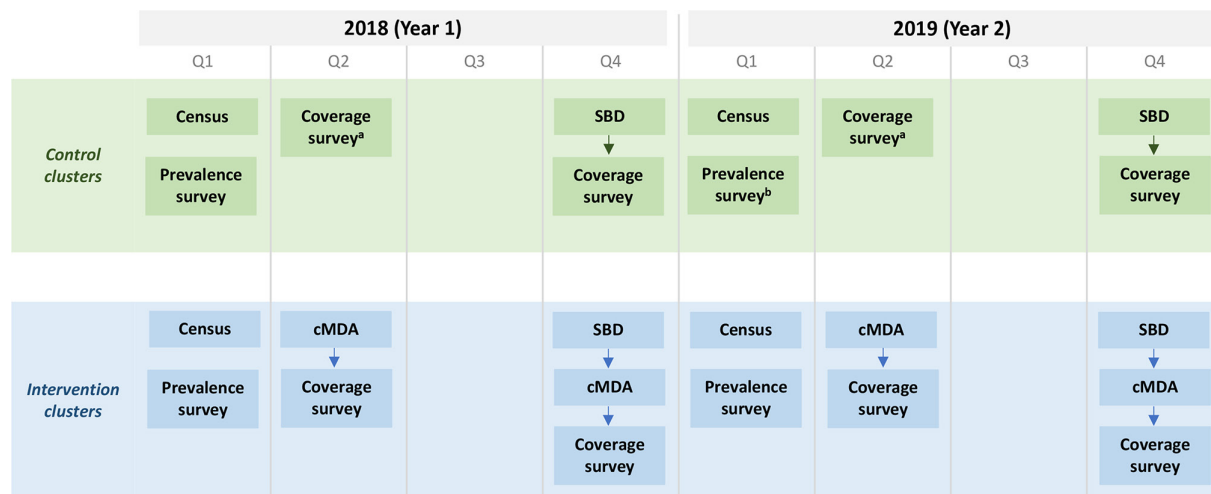 2018 (Year 1)
2019 (Year 2)
Q1
Q2
Q3
Q4
Q1
Q2
Q3
Q4
Control
clusters
Census
Prevalence
survey
Coverage
surveyᵃ
SBD
Coverage
survey
Census
Prevalence
surveyᵇ
Coverage
surveyᵃ
SBD
Coverage
survey
Intervention
clusters
Census
Prevalence
survey
cMDA
Coverage
survey
SBD
cMDA
Coverage
survey
Census
Prevalence
survey
cMDA
Coverage
survey
SBD
cMDA
Coverage
survey